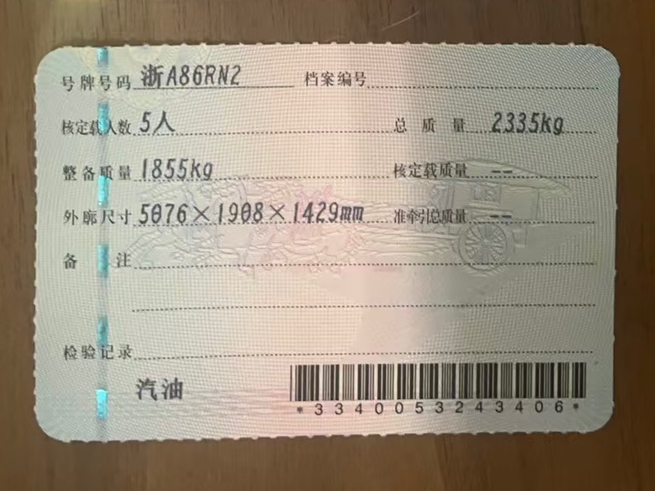 号牌号码 浙A86RN2 档案编号
核定载人数 5人 总质量 2335kg
整备质量 1855kg 核定载质量 --
外廓尺寸 5076×1908×1429mm 准牵引总质量 --
备注
检验记录
汽油
*3340053243406*